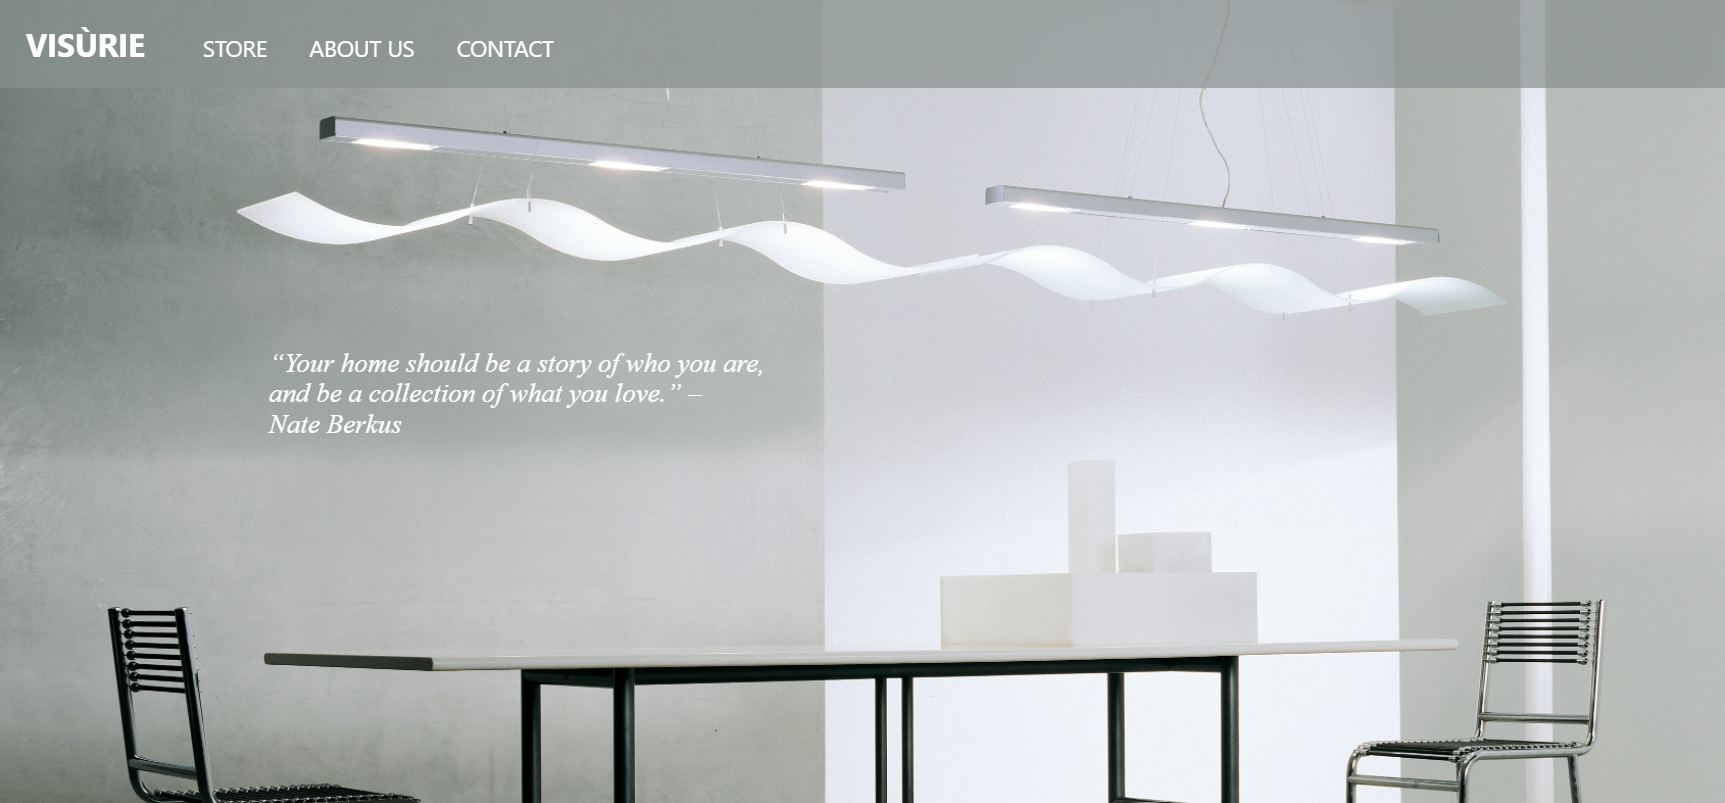 VISÙRIE STORE ABOUT US CONTACT
“Your home should be a story of who you are,
and be a collection of what you love.” –
Nate Berkus